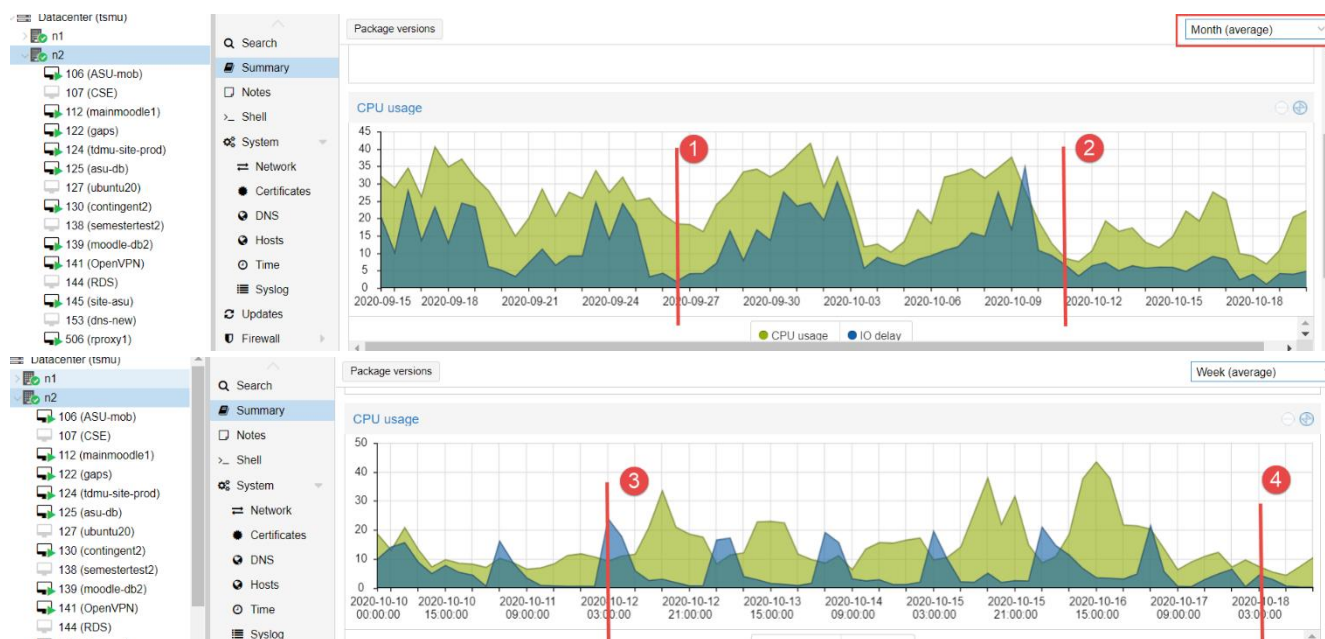 Datacenter (tsmu)
n1
n2
106 (ASU-mob)
107 (CSE)
112 (mainmoodle1)
122 (gaps)
124 (tdmu-site-prod)
125 (asu-db)
127 (ubuntu20)
130 (contingent2)
138 (semestertest2)
139 (moodle-db2)
141 (OpenVPN)
144 (RDS)
145 (site-asu)
153 (dns-new)
506 (rproxy1)
Search
Summary
Notes
>_ Shell
System
Network
Certificates
DNS
Hosts
Time
Syslog
Updates
Firewall
Package versions
Month (average)
CPU usage
45
40
35
30
25
20
15
10
5
0
1
2
2020-09-15 2020-09-18 2020-09-21 2020-09-24 2020-09-27 2020-09-30 2020-10-03 2020-10-06 2020-10-09 2020-10-12 2020-10-15 2020-10-18
CPU usage IO delay
Datacenter (tsmu)
n1
n2
106 (ASU-mob)
107 (CSE)
112 (mainmoodle1)
122 (gaps)
124 (tdmu-site-prod)
125 (asu-db)
127 (ubuntu20)
130 (contingent2)
138 (semestertest2)
139 (moodle-db2)
141 (OpenVPN)
144 (RDS)
Search
Summary
Notes
>_ Shell
System
Network
Certificates
DNS
Hosts
Time
Syslog
Package versions
Week (average)
CPU usage
50
40
30
20
10
0
3
4
2020-10-10 2020-10-10 2020-10-11 2020-10-12 2020-10-12 2020-10-13 2020-10-14 2020-10-15 2020-10-15 2020-10-16 2020-10-17 2020-10-18
00:00:00 15:00:00 09:00:00 03:00:00 21:00:00 15:00:00 09:00:00 03:00:00 21:00:00 15:00:00 09:00:00 03:00:00